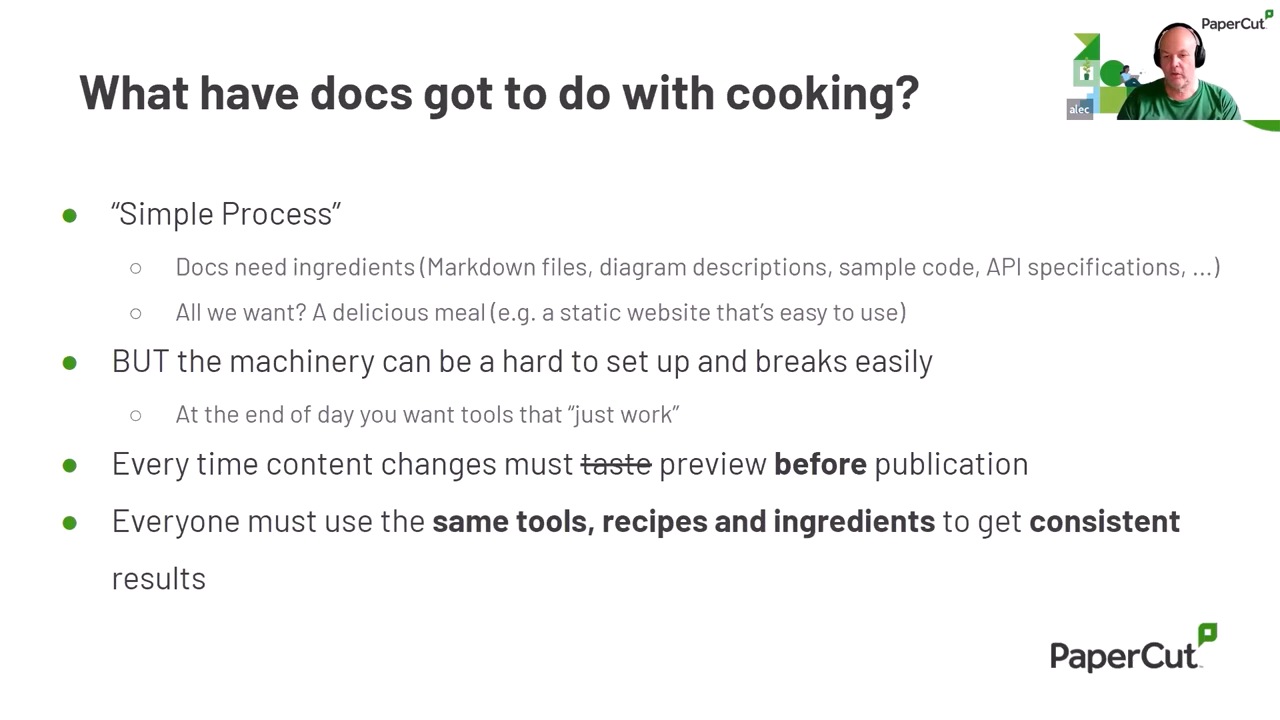 PaperCut
What have docs got to do with cooking?
alec
“Simple Process”
Docs need ingredients (Markdown files, diagram descriptions, sample code, API specifications, ...)
All we want? A delicious meal (e.g. a static website that’s easy to use)
BUT the machinery can be a hard to set up and breaks easily
At the end of day you want tools that “just work”
Every time content changes must taste preview before publication
Everyone must use the same tools, recipes and ingredients to get consistent
results
PaperCut